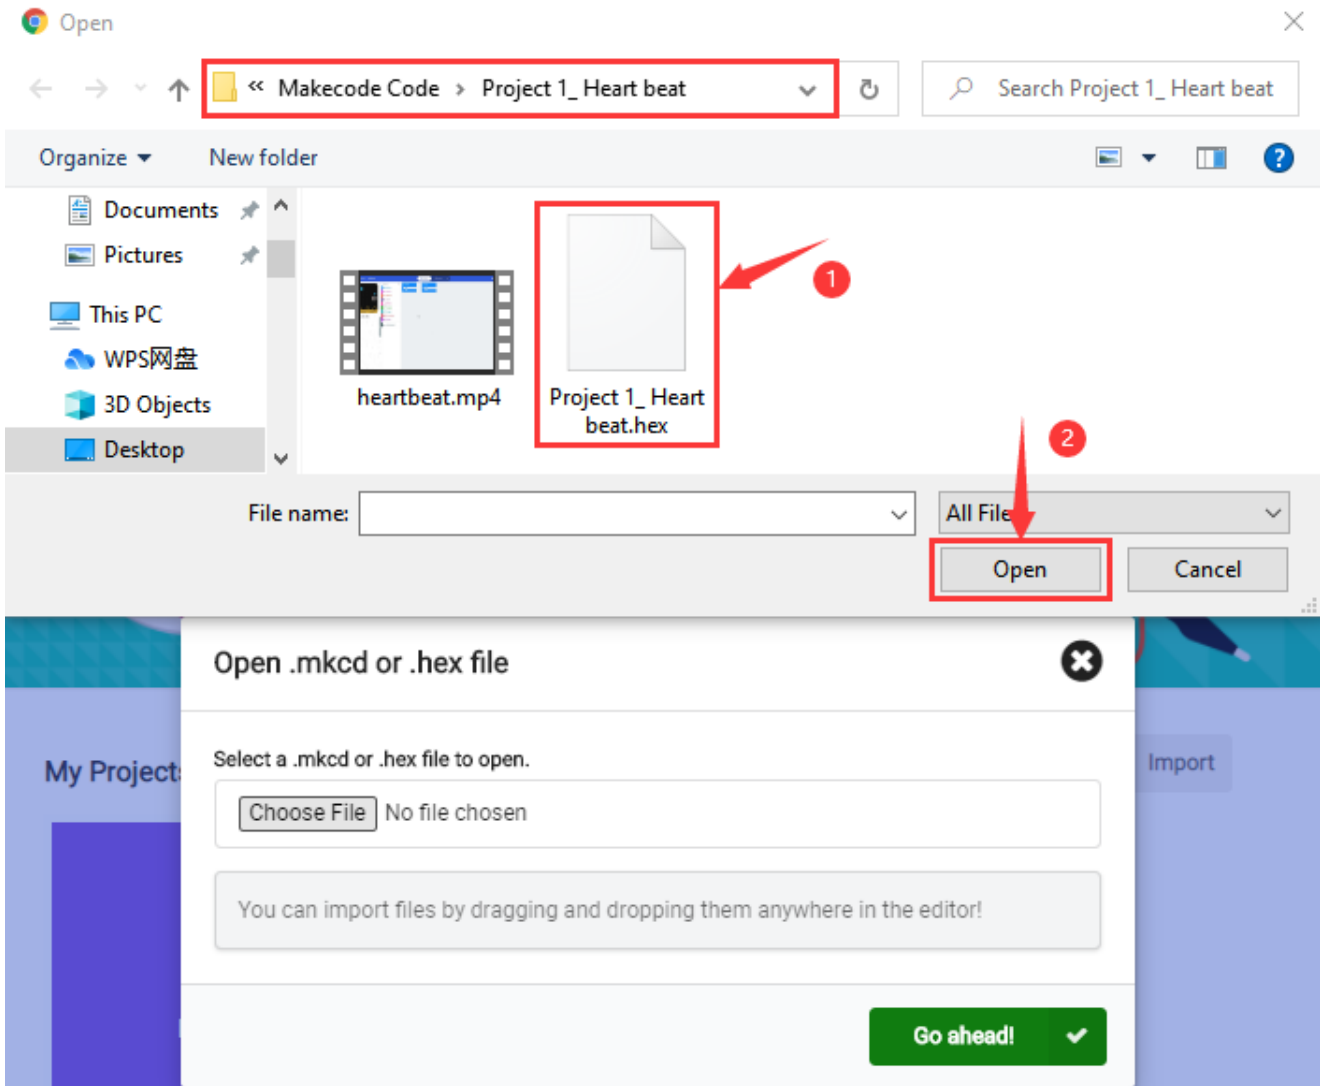 Open
« Makecode Code > Project 1_ Heart beat
Search Project 1_ Heart beat
Organize
New folder
Documents
Pictures
This PC
WPS网盘
3D Objects
Desktop
heartbeat.mp4
Project 1_ Heart
beat.hex
1
2
File name:
All File
Open
Cancel
Open .mkcd or .hex file
Select a .mkcd or .hex file to open.
Choose File No file chosen
You can import files by dragging and dropping them anywhere in the editor!
Go ahead!
My Project
Import